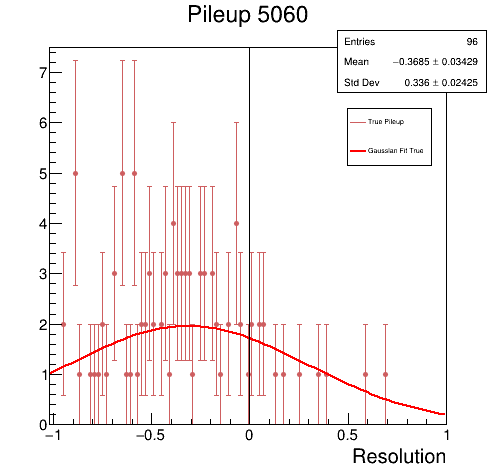 Pileup 5060
Entries 96
Mean −0.3685 ± 0.03429
Std Dev 0.336 ± 0.02425
True Pileup
Gaussian Fit True
7
6
5
4
3
2
1
0
−1 −0.5 0 0.5 1
Resolution